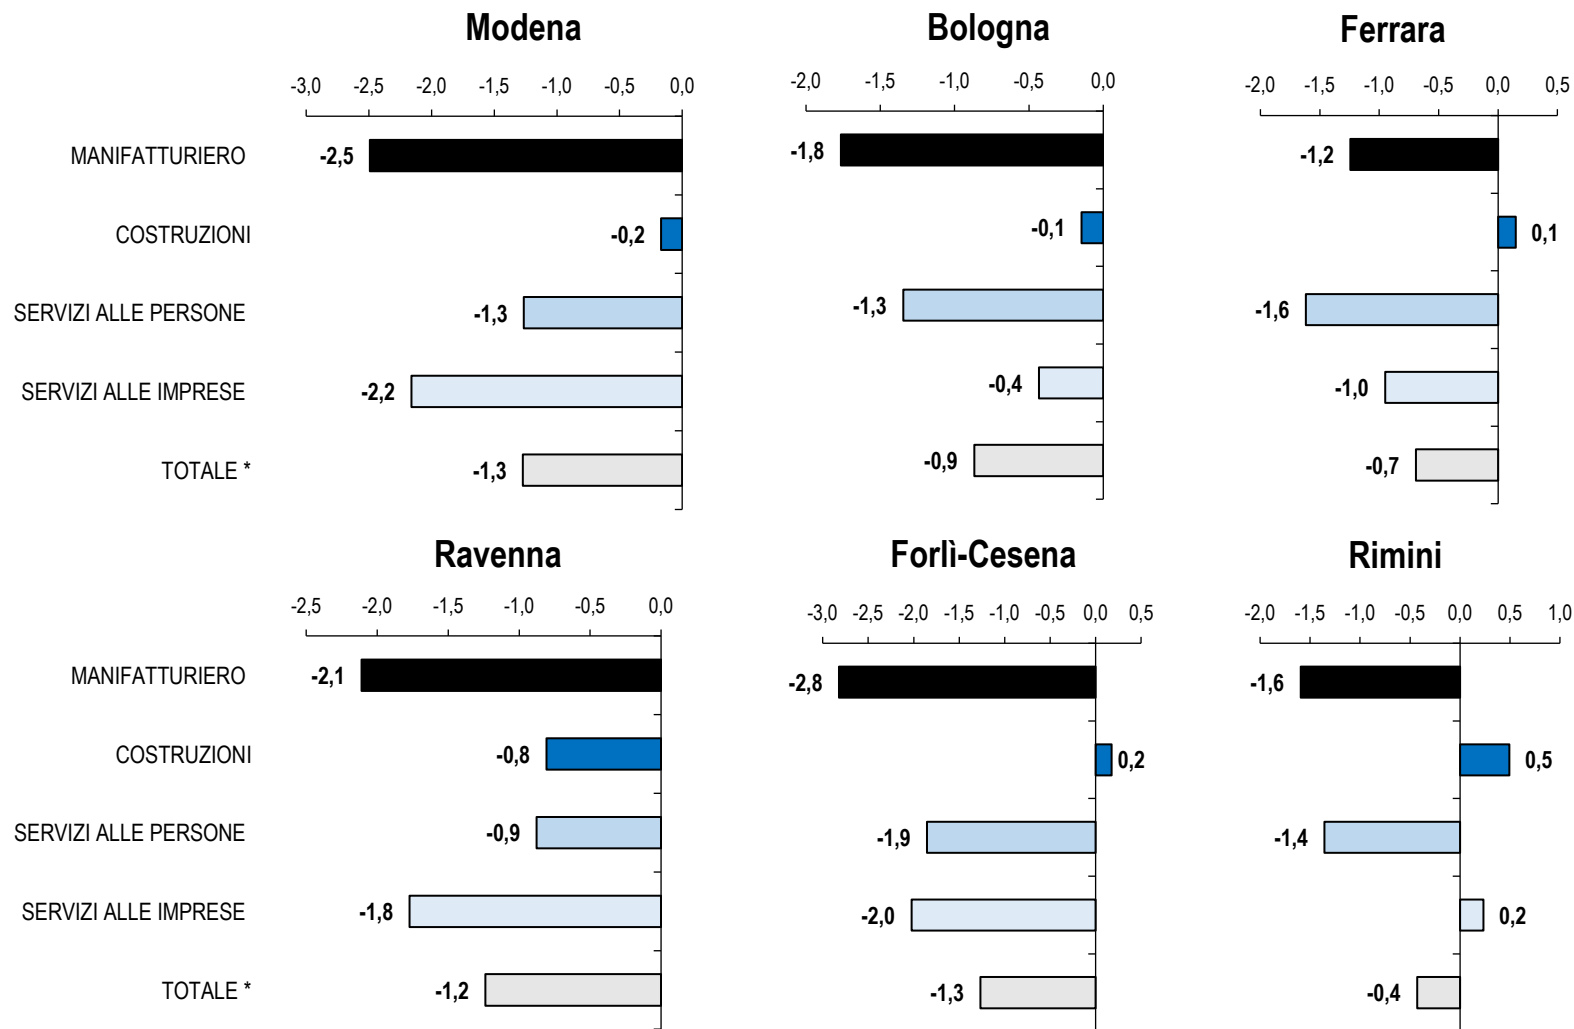 Modena Bologna Ferrara
-3,0 -2,5 -2,0 -1,5 -1,0 -0,5 0,0 -2,0 -1,5 -1,0 -0,5 0,0 -2,0 -1,5 -1,0 -0,5 0,0 0,5
MANIFATTURIERO -2,5 -1,8 -1,2
COSTRUZIONI -0,2 -0,1 0,1
SERVIZI ALLE PERSONE -1,3 -1,3 -1,6
SERVIZI ALLE IMPRESE -2,2 -0,4 -1,0
TOTALE * -1,3 -0,9 -0,7
Ravenna Forlì-Cesena Rimini
-2,5 -2,0 -1,5 -1,0 -0,5 0,0 -3,0 -2,5 -2,0 -1,5 -1,0 -0,5 0,0 0,5 -2,0 -1,5 -1,0 -0,5 0,0 0,5 1,0
MANIFATTURIERO -2,1 -2,8 -1,6
COSTRUZIONI -0,8 0,2 0,5
SERVIZI ALLE PERSONE -0,9 -1,9 -1,4
SERVIZI ALLE IMPRESE -1,8 -2,0 0,2
TOTALE * -1,2 -1,3 -0,4